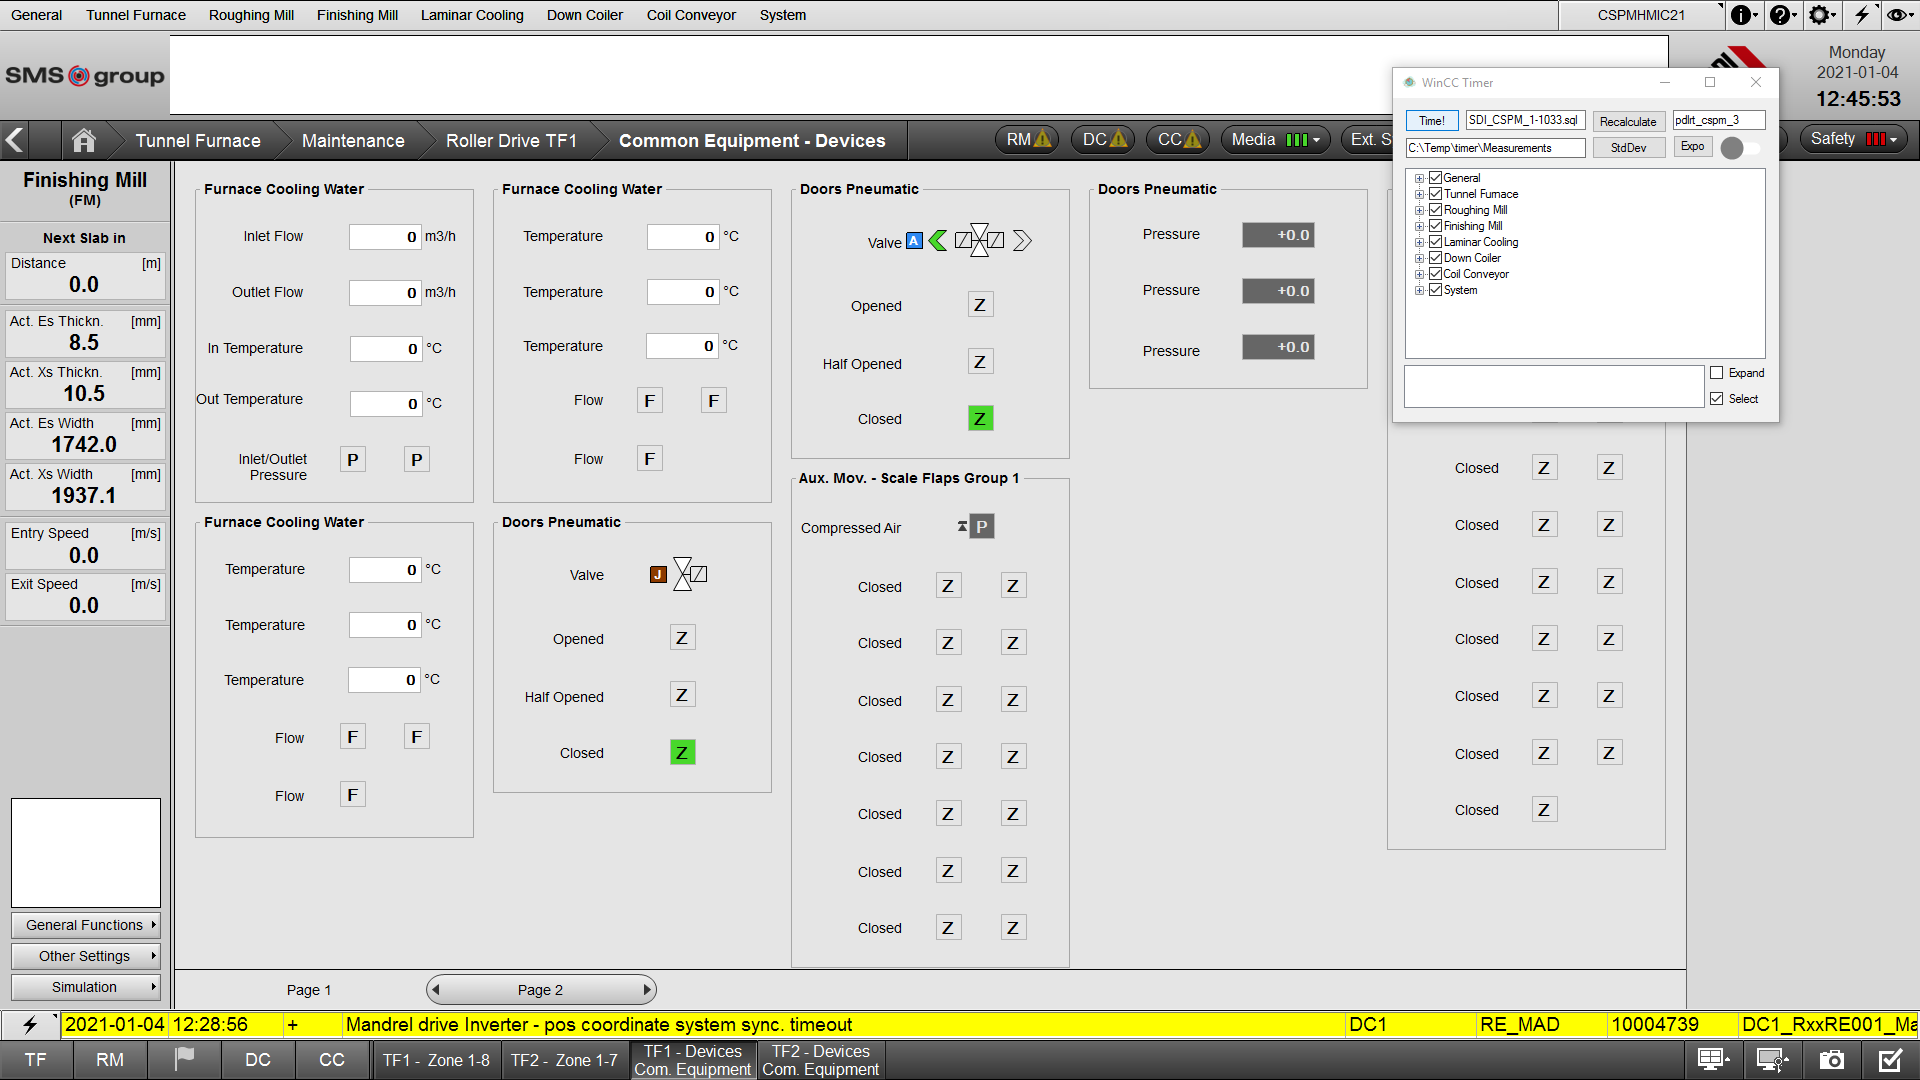 General Tunnel Furnace Roughing Mill Finishing Mill Laminar Cooling Down Coiler Coil Conveyor System CSPMHMIC21
SMS group
Monday
2021-01-04
12:45:53
Tunnel Furnace Maintenance Roller Drive TF1 Common Equipment - Devices RM DC CC Media Ext. S Safety
WinCC Timer
Time! SDI_CSPM_1-1033.sql Recalculate pdlrt_cspm_3
C:\Temp\timer\Measurements StdDev Expo
General
Tunnel Furnace
Roughing Mill
Finishing Mill
Laminar Cooling
Down Coiler
Coil Conveyor
System
Expand
Select
Finishing Mill
(FM)
Next Slab in
Distance [m]
0.0
Act. Es Thickn. [mm]
8.5
Act. Xs Thickn. [mm]
10.5
Act. Es Width [mm]
1742.0
Act. Xs Width [mm]
1937.1
Entry Speed [m/s]
0.0
Exit Speed [m/s]
0.0
General Functions
Other Settings
Simulation
Furnace Cooling Water
Inlet Flow 0 m3/h
Outlet Flow 0 m3/h
In Temperature 0 °C
Out Temperature 0 °C
Inlet/Outlet
Pressure P P
Furnace Cooling Water
Temperature 0 °C
Temperature 0 °C
Temperature 0 °C
Flow F F
Flow F
Furnace Cooling Water
Temperature 0 °C
Temperature 0 °C
Temperature 0 °C
Flow F F
Flow F
Doors Pneumatic
Valve J
Opened Z
Half Opened Z
Closed Z
Doors Pneumatic
Valve A
Opened Z
Half Opened Z
Closed Z
Aux. Mov. - Scale Flaps Group 1
Compressed Air P
Closed Z Z
Closed Z Z
Closed Z Z
Closed Z Z
Closed Z Z
Closed Z Z
Closed Z Z
Doors Pneumatic
Pressure +0.0
Pressure +0.0
Pressure +0.0
Closed Z Z
Closed Z Z
Closed Z Z
Closed Z Z
Closed Z Z
Closed Z Z
Closed Z
Page 1 Page 2
2021-01-04 12:28:56 + Mandrel drive Inverter - pos coordinate system sync. timeout DC1 RE_MAD 10004739 DC1_RxxRE001_Ma
TF RM DC CC TF1 - Zone 1-8 TF2 - Zone 1-7 TF1 - Devices
Com. Equipment TF2 - Devices
Com. Equipment